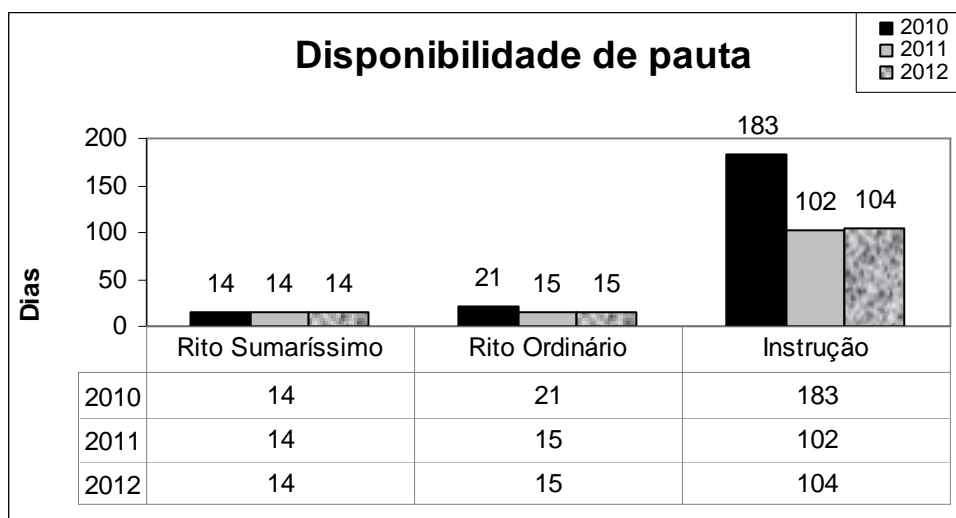 Disponibilidade de pauta
2010
2011
2012
Dias
200
150
100
50
0
14 14 14
21 15 15
183 102 104
Rito Sumaríssimo Rito Ordinário Instrução
2010 14 21 183
2011 14 15 102
2012 14 15 104